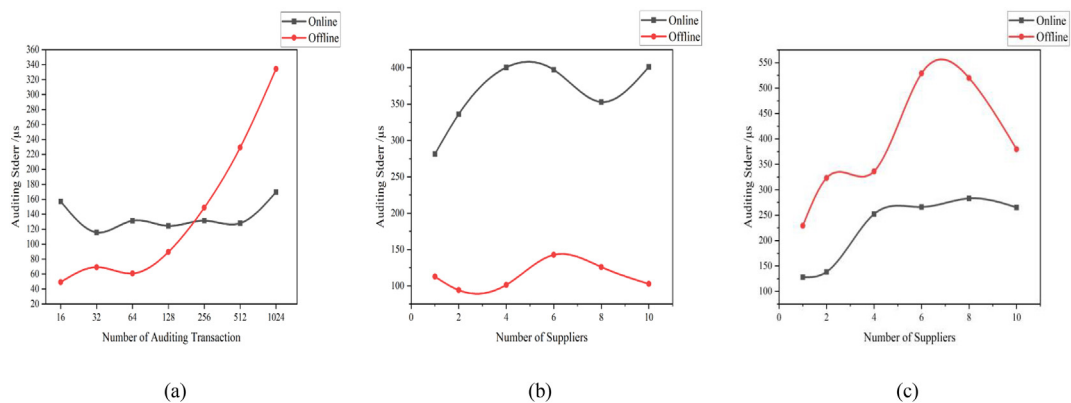 Online
Offline
360
340
320
300
280
260
240
220
200
180
160
140
120
100
80
60
40
20
Auditing Stderr /μs
16 32 64 128 256 512 1024
Number of Auditing Transaction
(a)
Online
Offline
400
350
300
250
200
150
100
Auditing Stderr /μs
0 2 4 6 8 10
Number of Suppliers
(b)
Online
Offline
550
500
450
400
350
300
250
200
150
100
Auditing Stderr /μs
0 2 4 6 8 10
Number of Suppliers
(c)